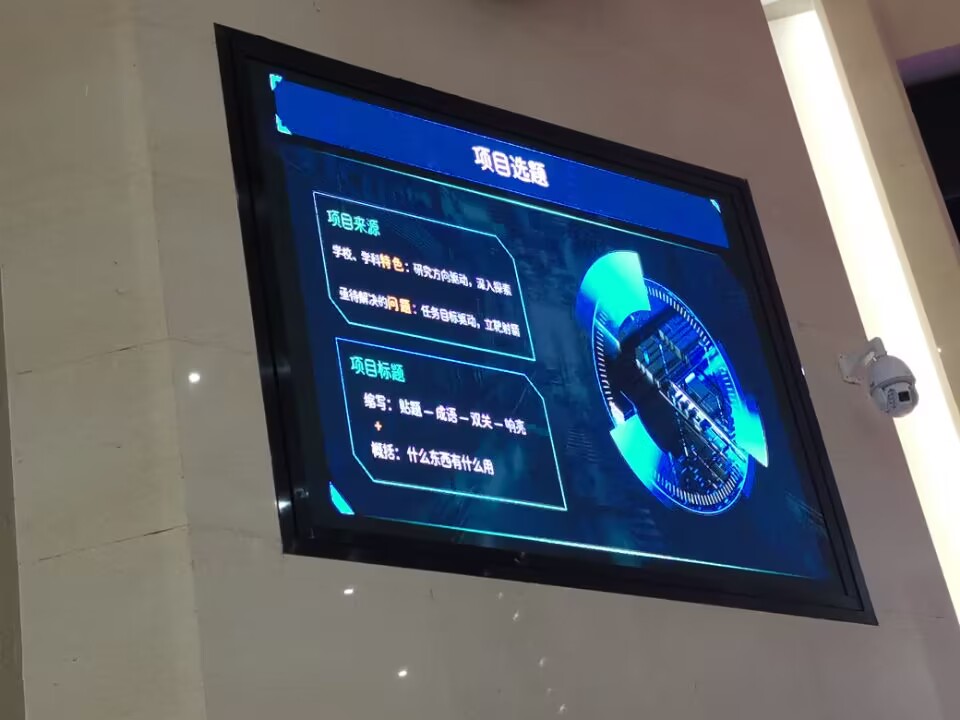 项目选题
项目来源
学校、学科特色：研究方向驱动，深入探索
亟待解决的问题：任务目标驱动，立靶射箭
项目标题
缩写：贴题—成语—双关—响亮
+
概括：什么东西有什么用